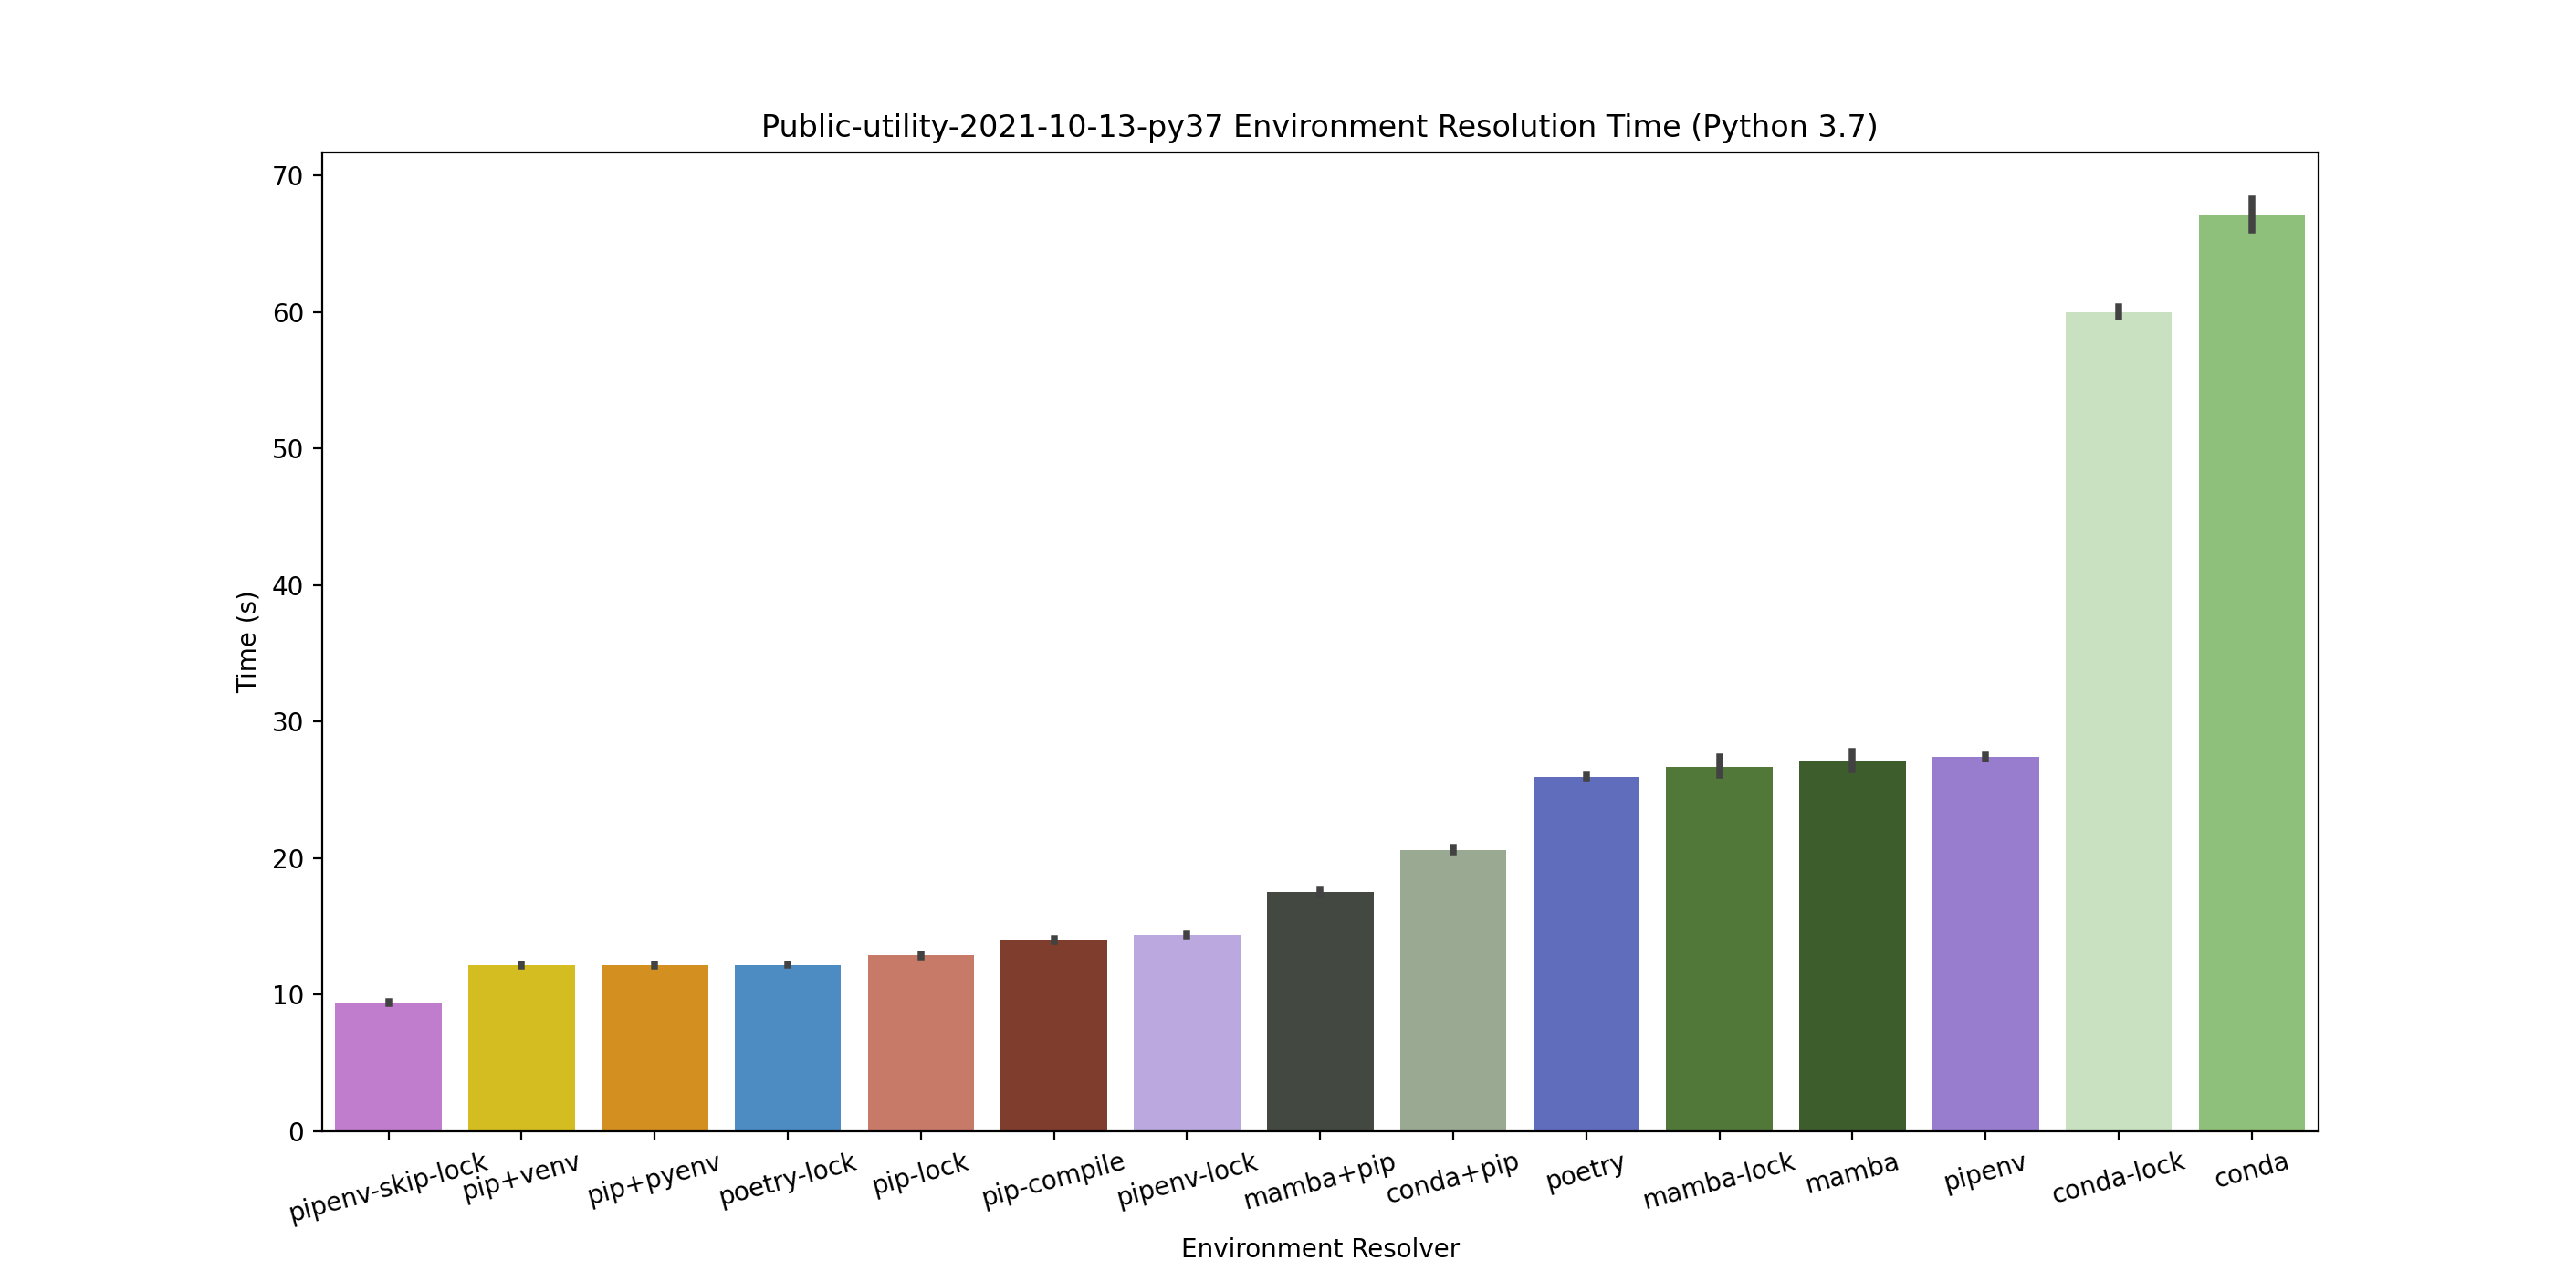 Public-utility-2021-10-13-py37 Environment Resolution Time (Python 3.7)
70
60
50
40
30
20
10
0
Time (s)
pipenv-skip-lock
pip+venv
pip+pyenv
poetry-lock
pip-lock
pip-compile
pipenv-lock
mamba+pip
conda+pip
poetry
mamba-lock
mamba
pipenv
conda-lock
conda
Environment Resolver